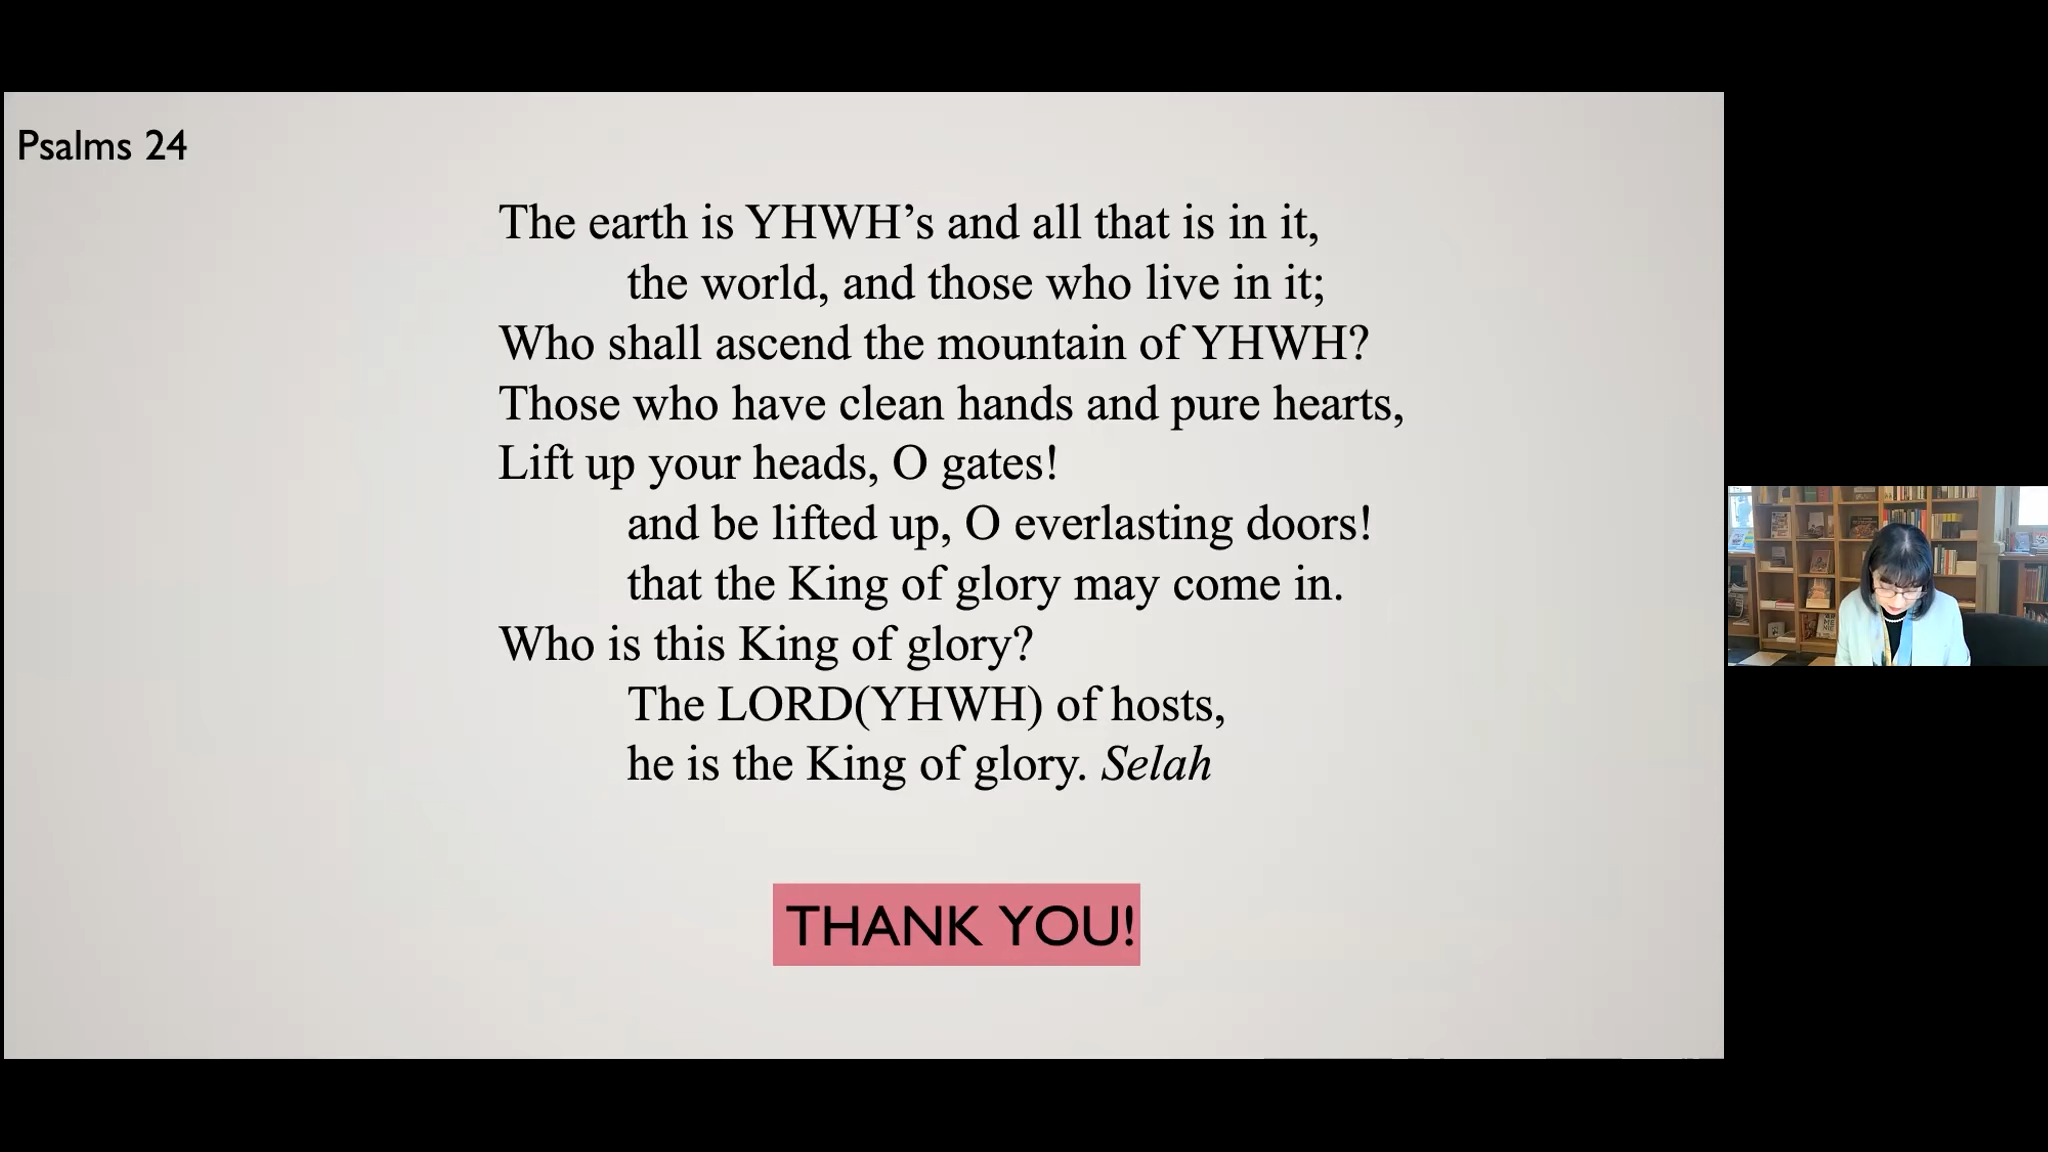 Psalms 24
The earth is YHWH’s and all that is in it,
the world, and those who live in it;
Who shall ascend the mountain of YHWH?
Those who have clean hands and pure hearts,
Lift up your heads, O gates!
and be lifted up, O everlasting doors!
that the King of glory may come in.
Who is this King of glory?
The LORD(YHWH) of hosts,
he is the King of glory. Selah
THANK YOU!